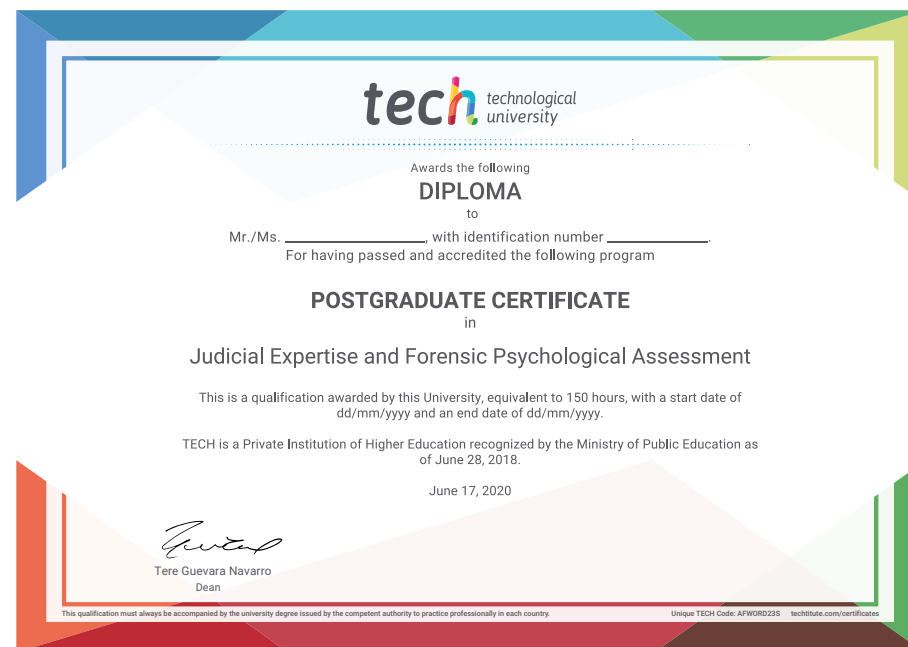 tech technological
university
Awards the following
DIPLOMA
to
Mr./Ms. ____________________, with identification number ______________.
For having passed and accredited the following program
POSTGRADUATE CERTIFICATE
in
Judicial Expertise and Forensic Psychological Assessment
This is a qualification awarded by this University, equivalent to 150 hours, with a start date of
dd/mm/yyyy and an end date of dd/mm/yyyy.
TECH is a Private Institution of Higher Education recognized by the Ministry of Public Education as
of June 28, 2018.
June 17, 2020
Tere Guevara Navarro
Dean
This qualification must always be accompanied by the university degree issued by the competent authority to practice professionally in each country. Unique TECH Code: AFWORD23S techtitute.com/certificates